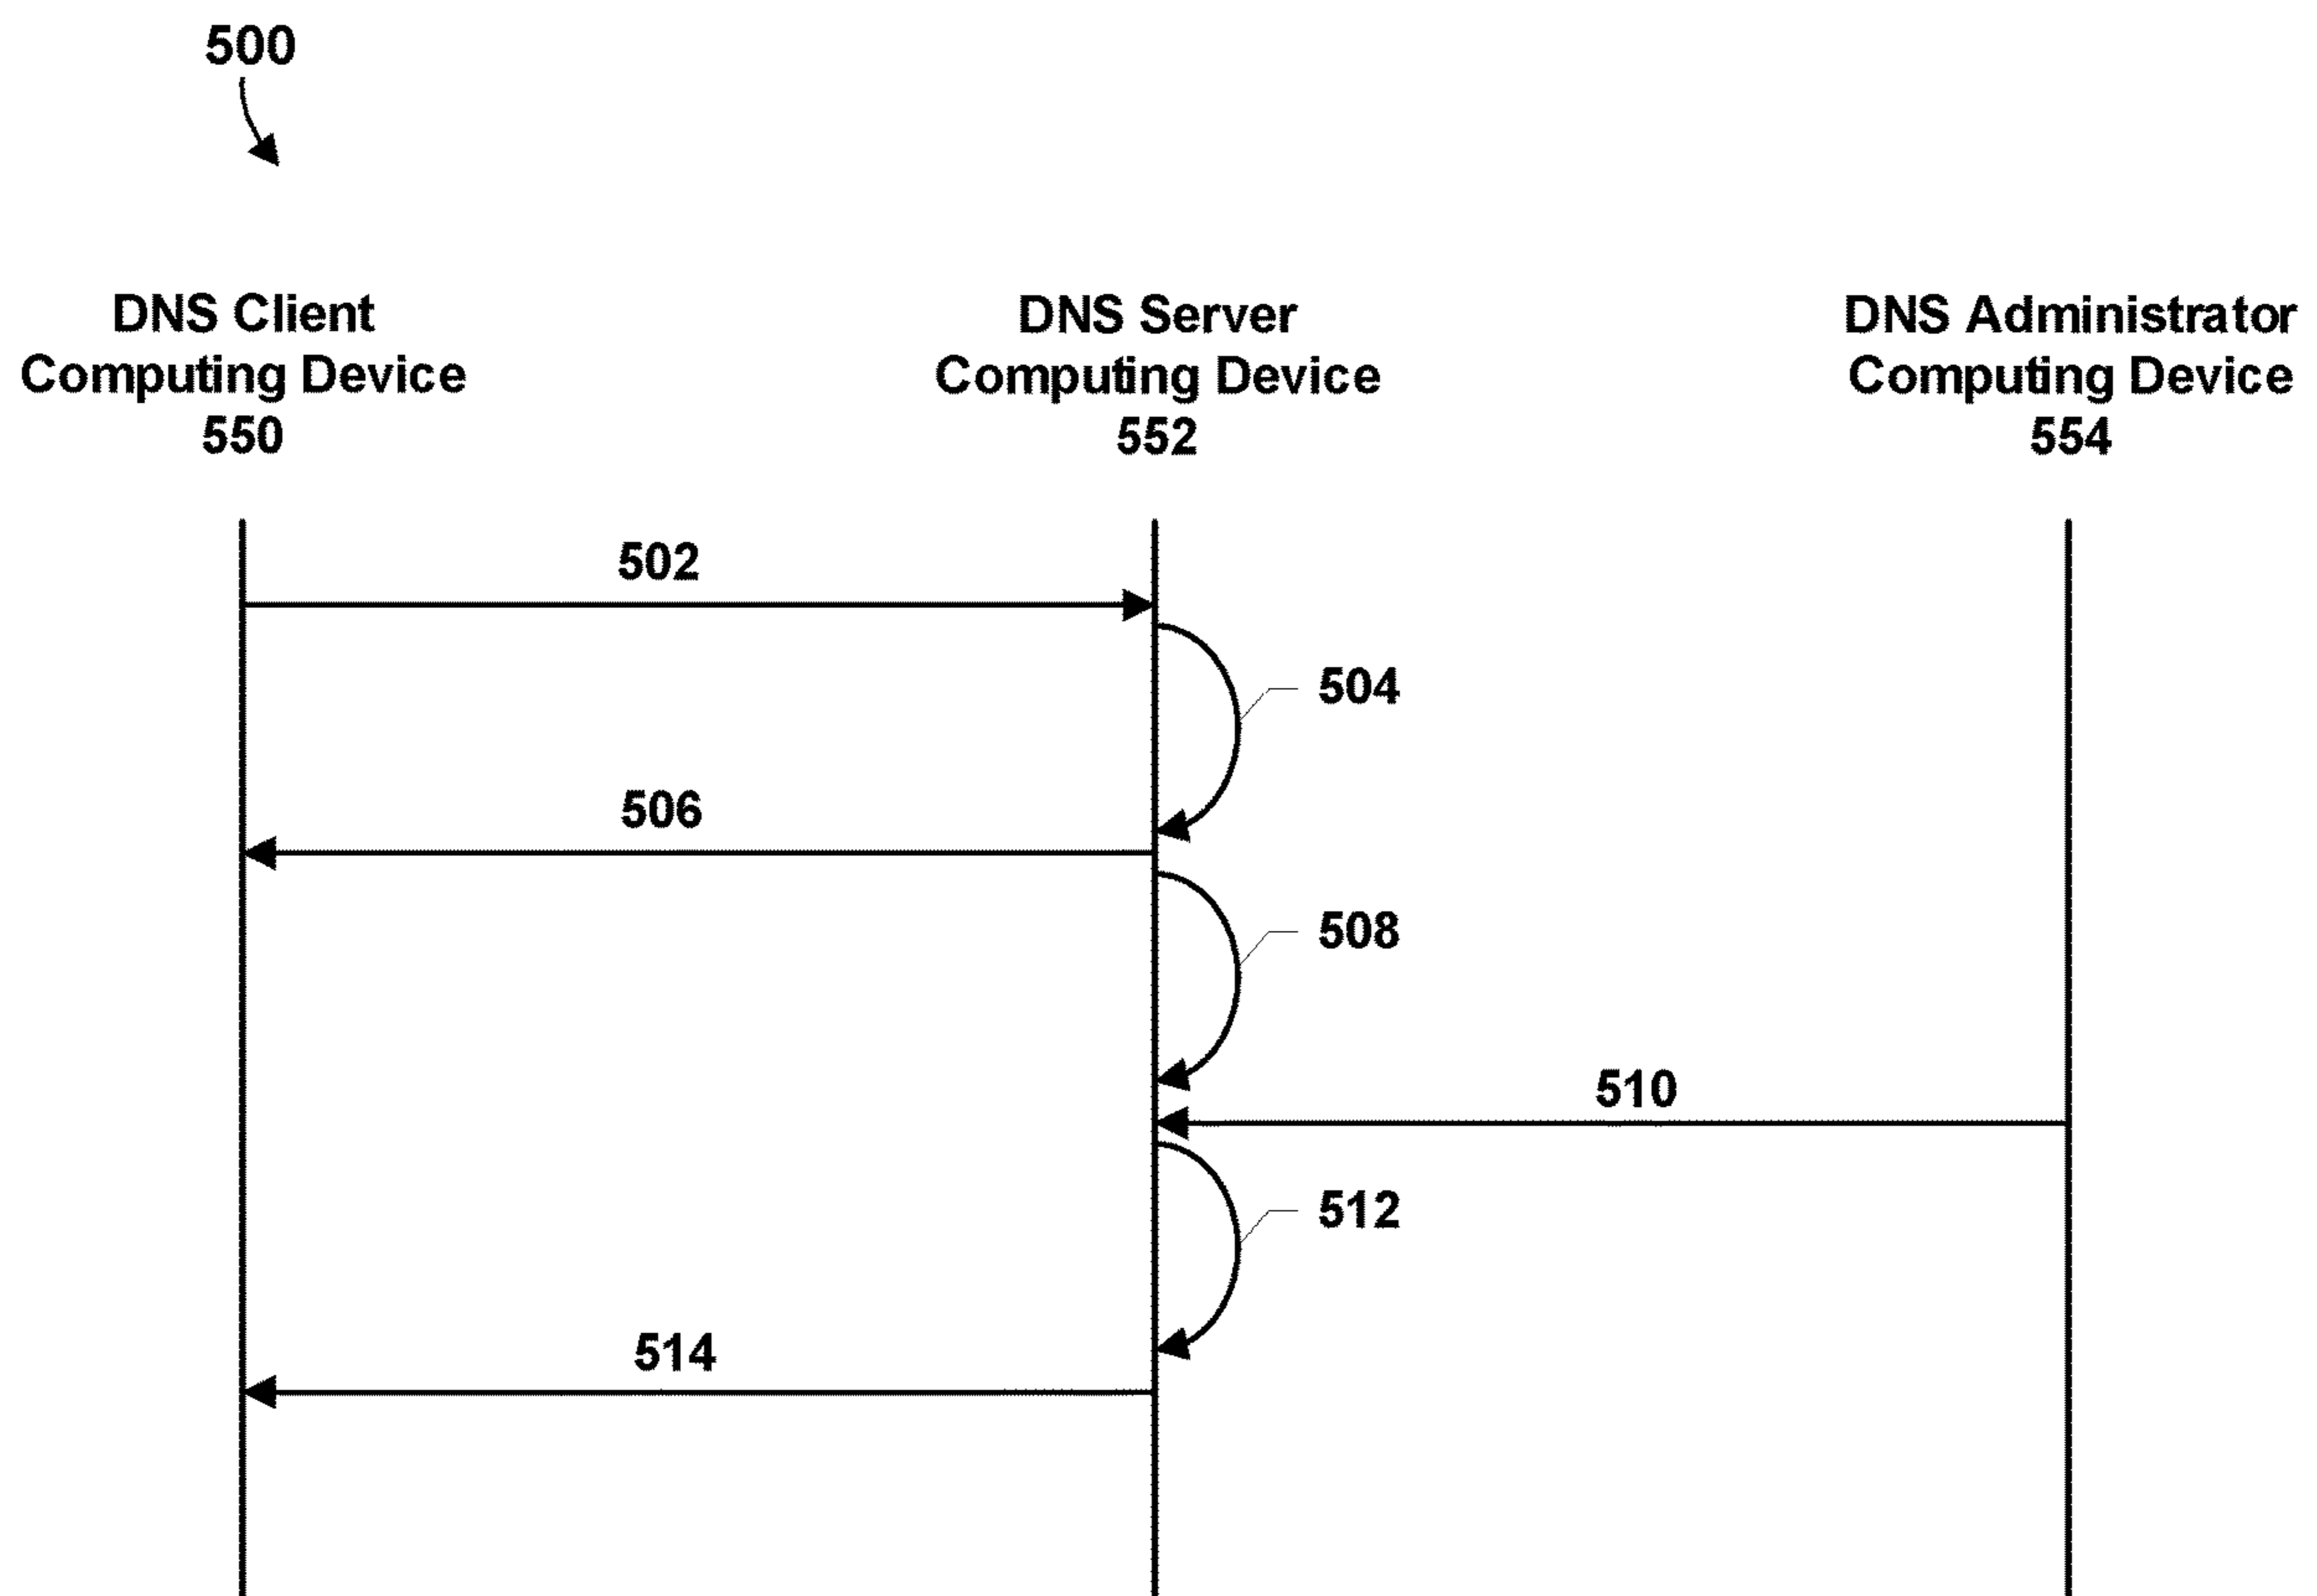 500
DNS Client
Computing Device
550
DNS Server
Computing Device
552
DNS Administrator
Computing Device
554
502
504
506
508
510
512
514